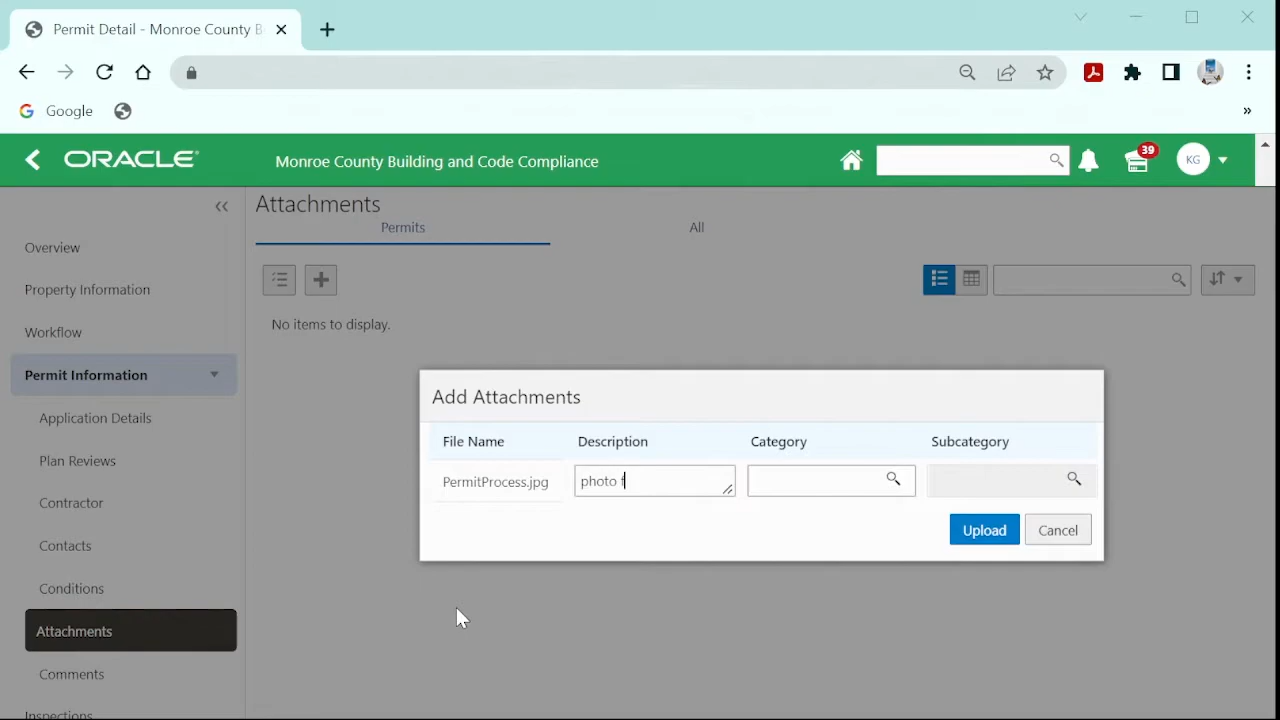 Permit Detail - Monroe County B
Google
ORACLE
Monroe County Building and Code Compliance
39
KG
Attachments
Permits
All
Overview
Property Information
Workflow
Permit Information
Application Details
Plan Reviews
Contractor
Contacts
Conditions
Attachments
Comments
Inspections
No items to display.
Add Attachments
File Name
Description
Category
Subcategory
PermitProcess.jpg
photo f
Upload
Cancel